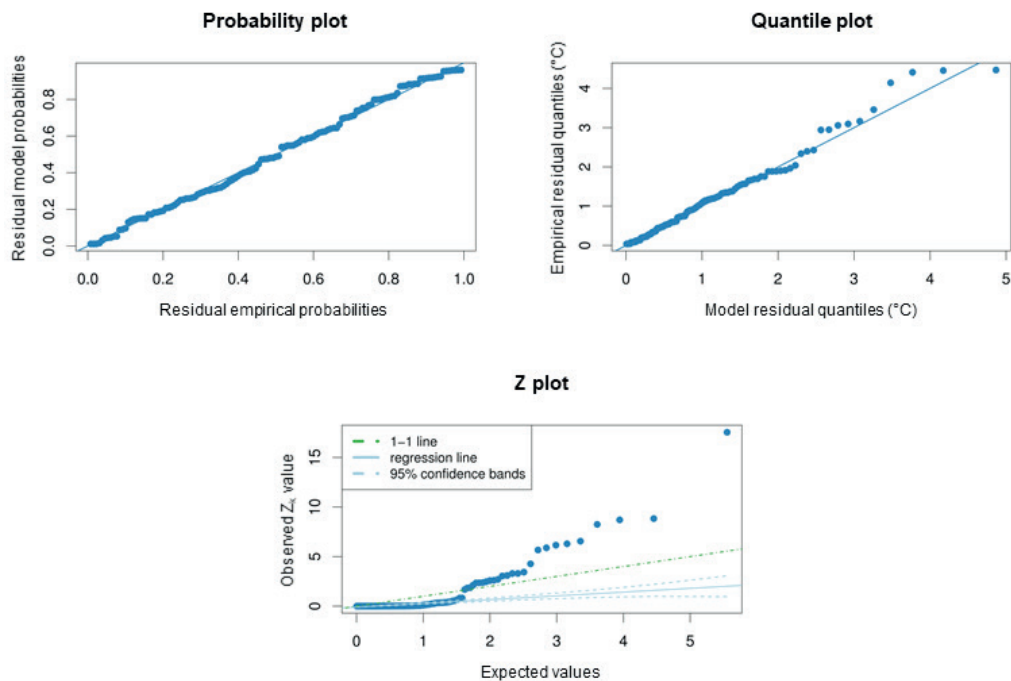 Probability plot
Residual model probabilities
0.0 0.2 0.4 0.6 0.8
0.0 0.2 0.4 0.6 0.8 1.0
Residual empirical probabilities
Quantile plot
Empirical residual quantiles (°C)
0 1 2 3 4
0 1 2 3 4 5
Model residual quantiles (°C)
Z plot
Observed Zk value
0 5 10 15
1−1 line
regression line
95% confidence bands
0 1 2 3 4 5
Expected values